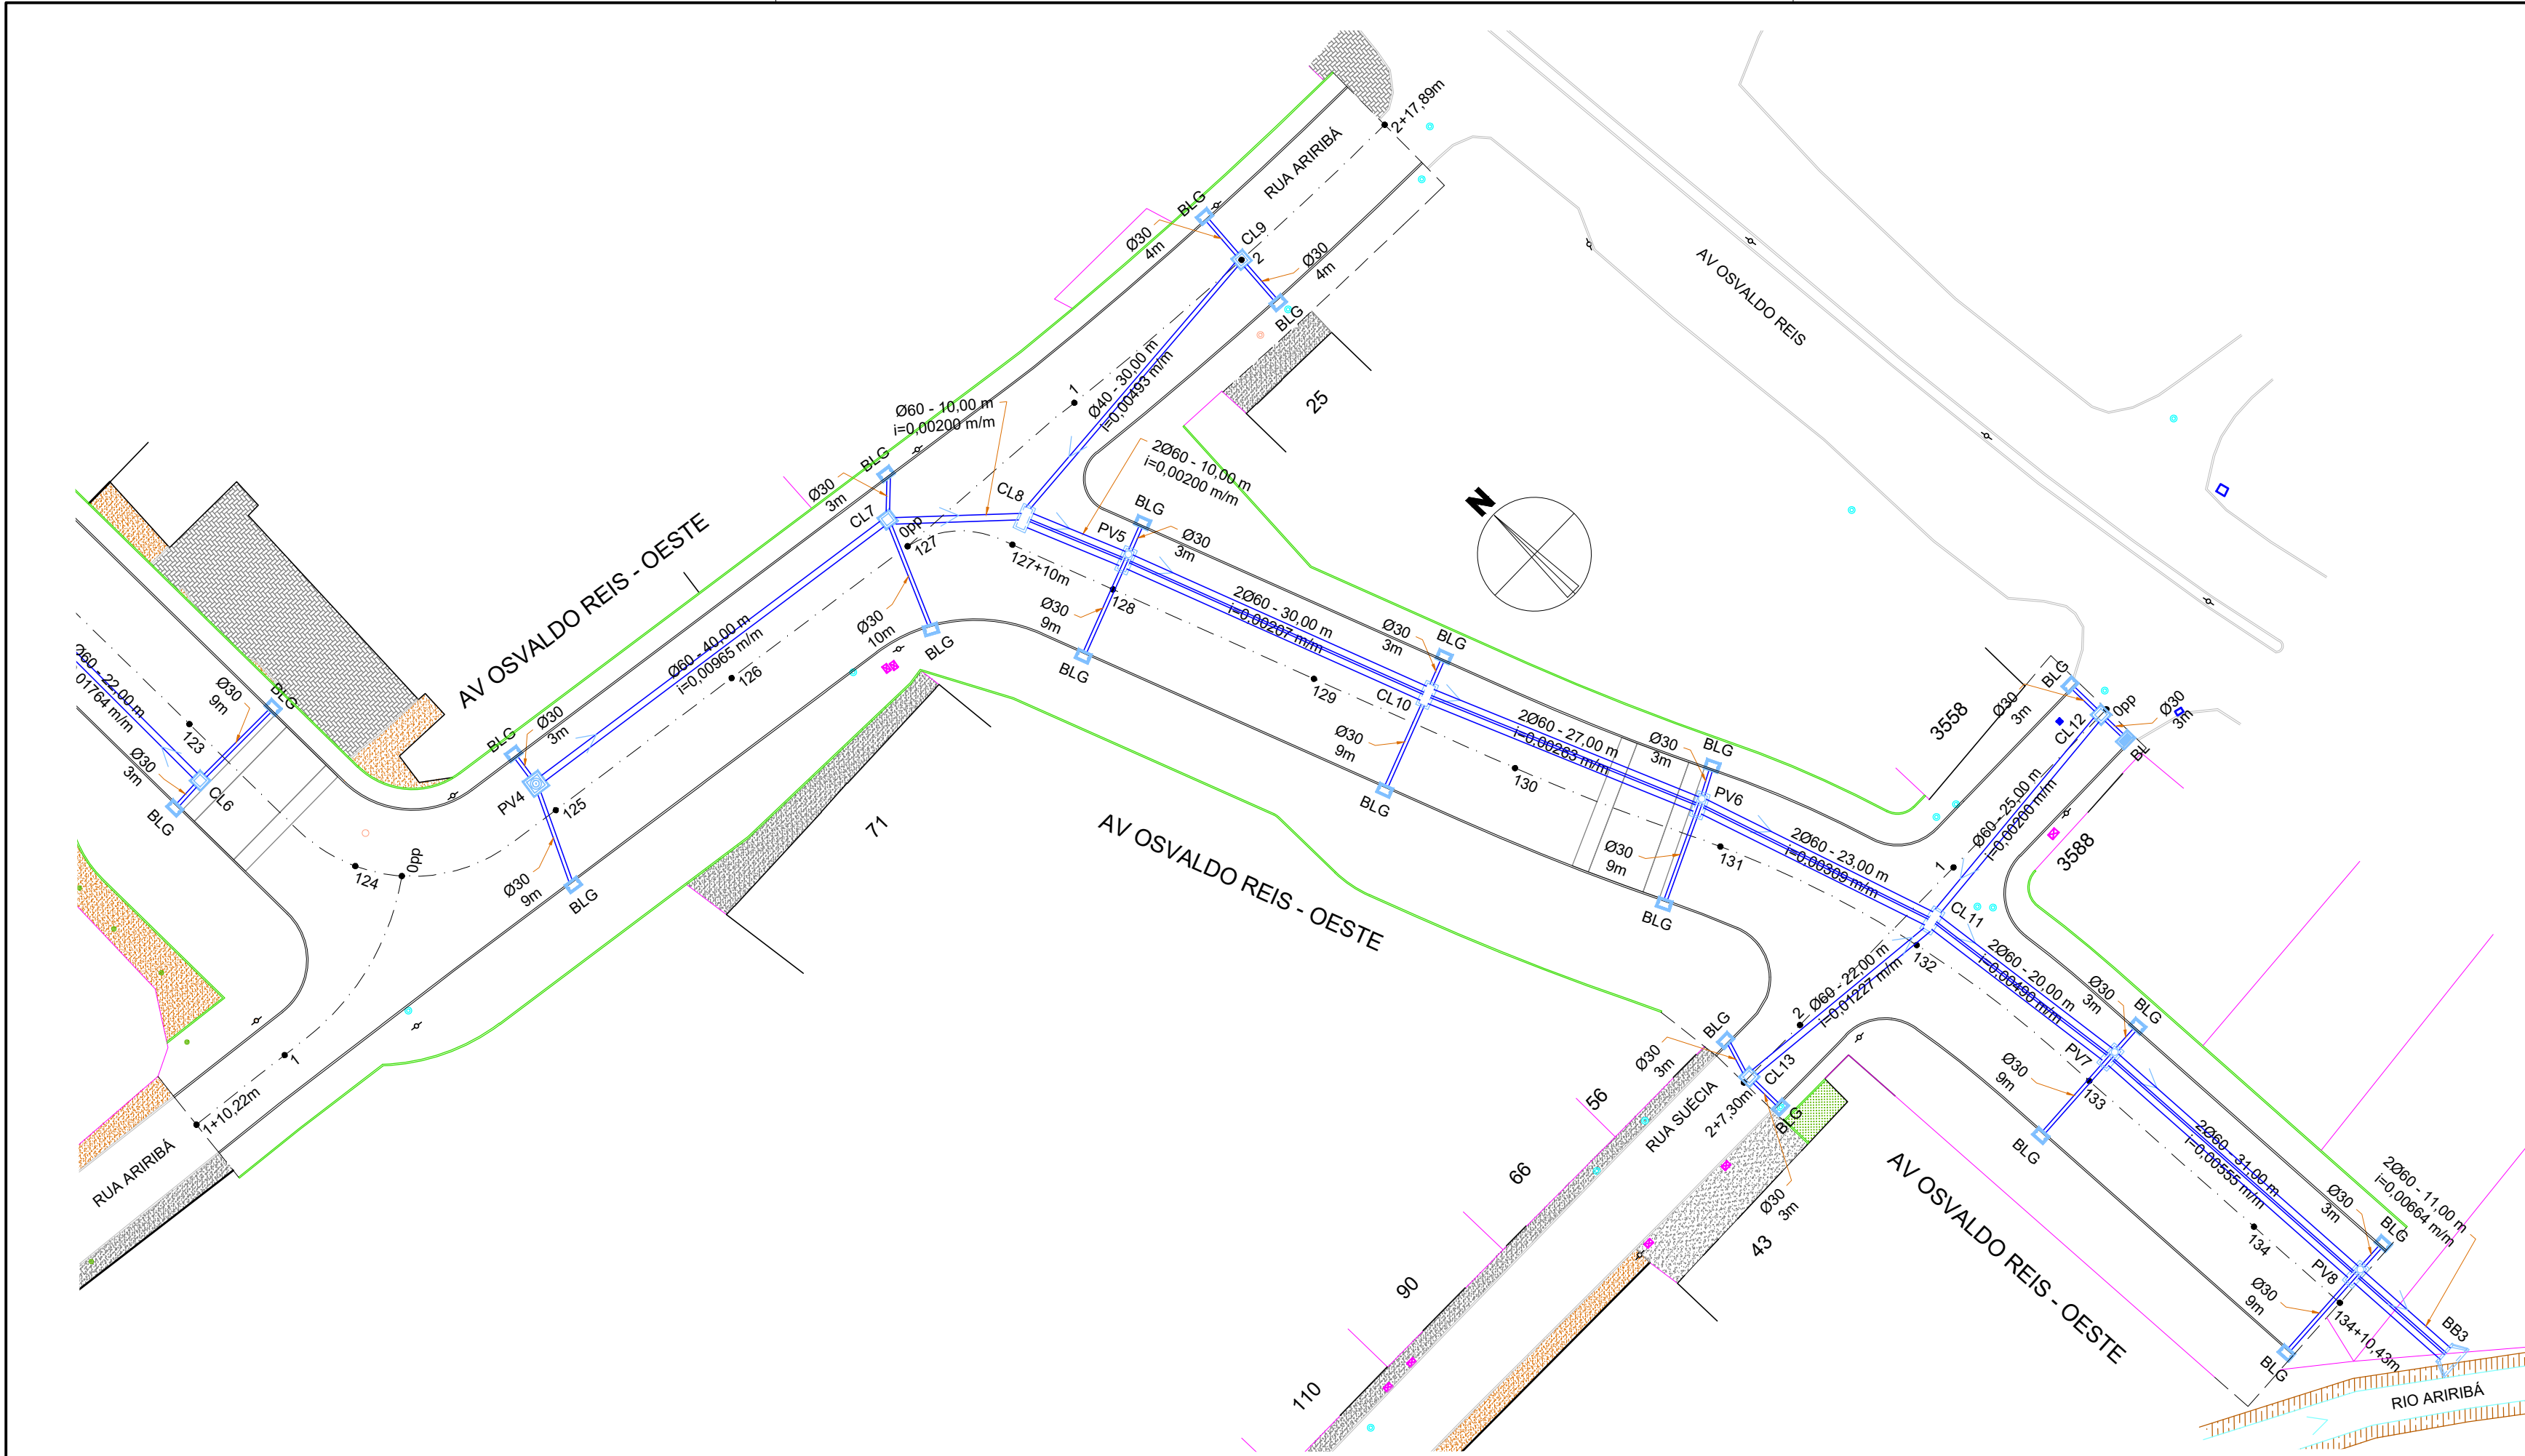 2+17,89m
RUA ARIRIBÁ
BLG
Ø30
4m
CL9
2
Ø30
4m
BLG
AV OSVALDO REIS
25
1
Ø40 - 30,00 m
i=0,00493 m/m
Ø60 - 10,00 m
i=0,00200 m/m
2Ø60 - 10,00 m
i=0,00200 m/m
BLG
Ø30
3m
CL7
0pp
127
CL8
127+10m
PV5
BLG
Ø30
3m
N
128
Ø30
9m
BLG
Ø30
10m
BLG
AV OSVALDO REIS - OESTE
Ø60 - 40,00 m
i=0,00965 m/m
126
2Ø60 - 30,00 m
i=0,00207 m/m
129
Ø30
3m
BLG
CL10
Ø30
9m
BLG
2Ø60 - 27,00 m
i=0,00263 m/m
130
Ø30
3m
BLG
PV6
Ø30
9m
BLG
131
2Ø60 - 23,00 m
i=0,00309 m/m
3558
BLG
Ø30
3m
CL12
0pp
Ø30
3m
BL
3588
Ø60 - 25,00 m
i=0,00200 m/m
1
CL11
132
Ø60 - 22,00 m
i=0,01227 m/m
2
Ø60 - 22,00 m
01764 m/m
123
Ø30
9m
BLG
Ø30
3m
BLG
CL6
124
0pp
BLG
Ø30
3m
PV4
125
Ø30
9m
BLG
71
AV OSVALDO REIS - OESTE
1
1+10,22m
RUA ARIRIBÁ
BLG
Ø30
3m
CL13
2+7,30m
BLG
Ø30
3m
RUA SUÉCIA
56
66
90
110
43
2Ø60 - 20,00 m
i=0,00490 m/m
Ø30
3m
BLG
PV7
Ø30
9m
BLG
133
2Ø60 - 31,00 m
i=0,00555 m/m
134
AV OSVALDO REIS - OESTE
2Ø60 - 11,00 m
i=0,00664 m/m
Ø30
3m
BLG
PV8
Ø30
9m
BLG
134+10,43m
BB3
RIO ARIRIBÁ